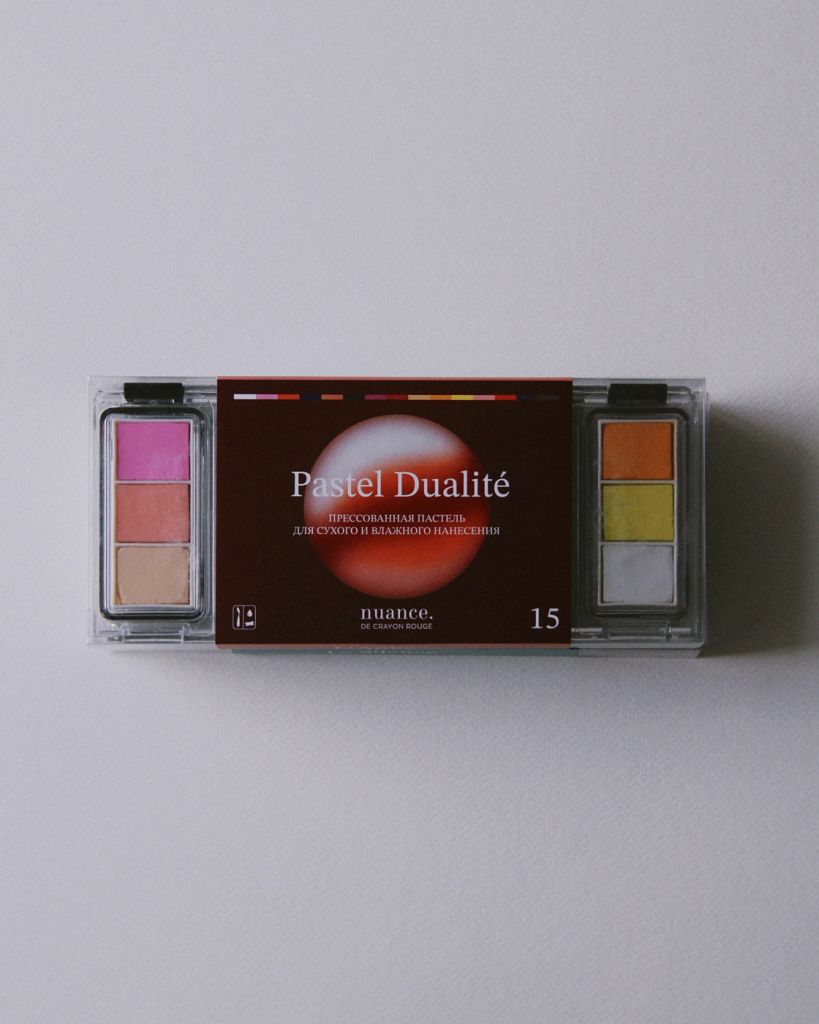 Pastel Dualité
ПРЕССОВАННАЯ ПАСТЕЛЬ
ДЛЯ СУХОГО И ВЛАЖНОГО НАНЕСЕНИЯ
nuance.
DE CRAYON ROUGE
15